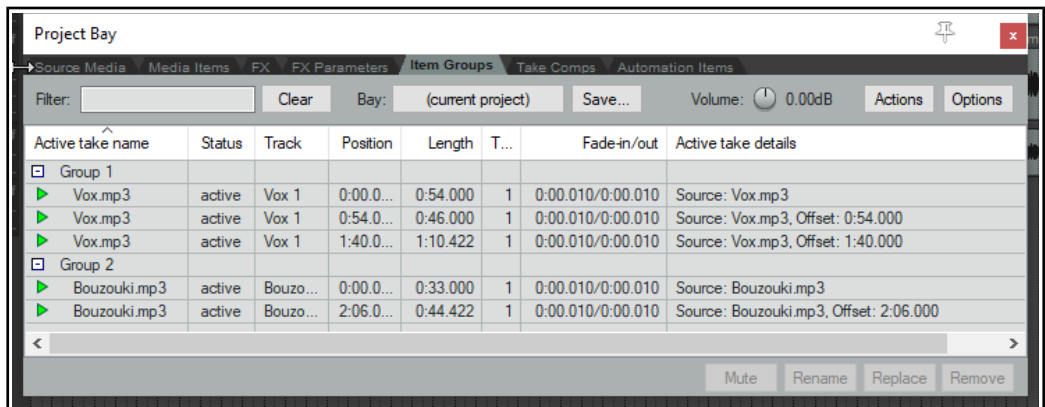 Project Bay
Source Media Media Items FX FX Parameters Item Groups Take Comps Automation Items
Filter: Clear Bay: (current project) Save... Volume: 0.00dB Actions Options
Active take name Status Track Position Length T... Fade-in/out Active take details
Group 1
Vox.mp3 active Vox 1 0:00.0... 0:54.000 1 0:00.010/0:00.010 Source: Vox.mp3
Vox.mp3 active Vox 1 0:54.0... 0:46.000 1 0:00.010/0:00.010 Source: Vox.mp3, Offset: 0:54.000
Vox.mp3 active Vox 1 1:40.0... 1:10.422 1 0:00.010/0:00.010 Source: Vox.mp3, Offset: 1:40.000
Group 2
Bouzouki.mp3 active Bouzo... 0:00.0... 0:33.000 1 0:00.010/0:00.010 Source: Bouzouki.mp3
Bouzouki.mp3 active Bouzo... 2:06.0... 0:44.422 1 0:00.010/0:00.010 Source: Bouzouki.mp3, Offset: 2:06.000
Mute Rename Replace Remove